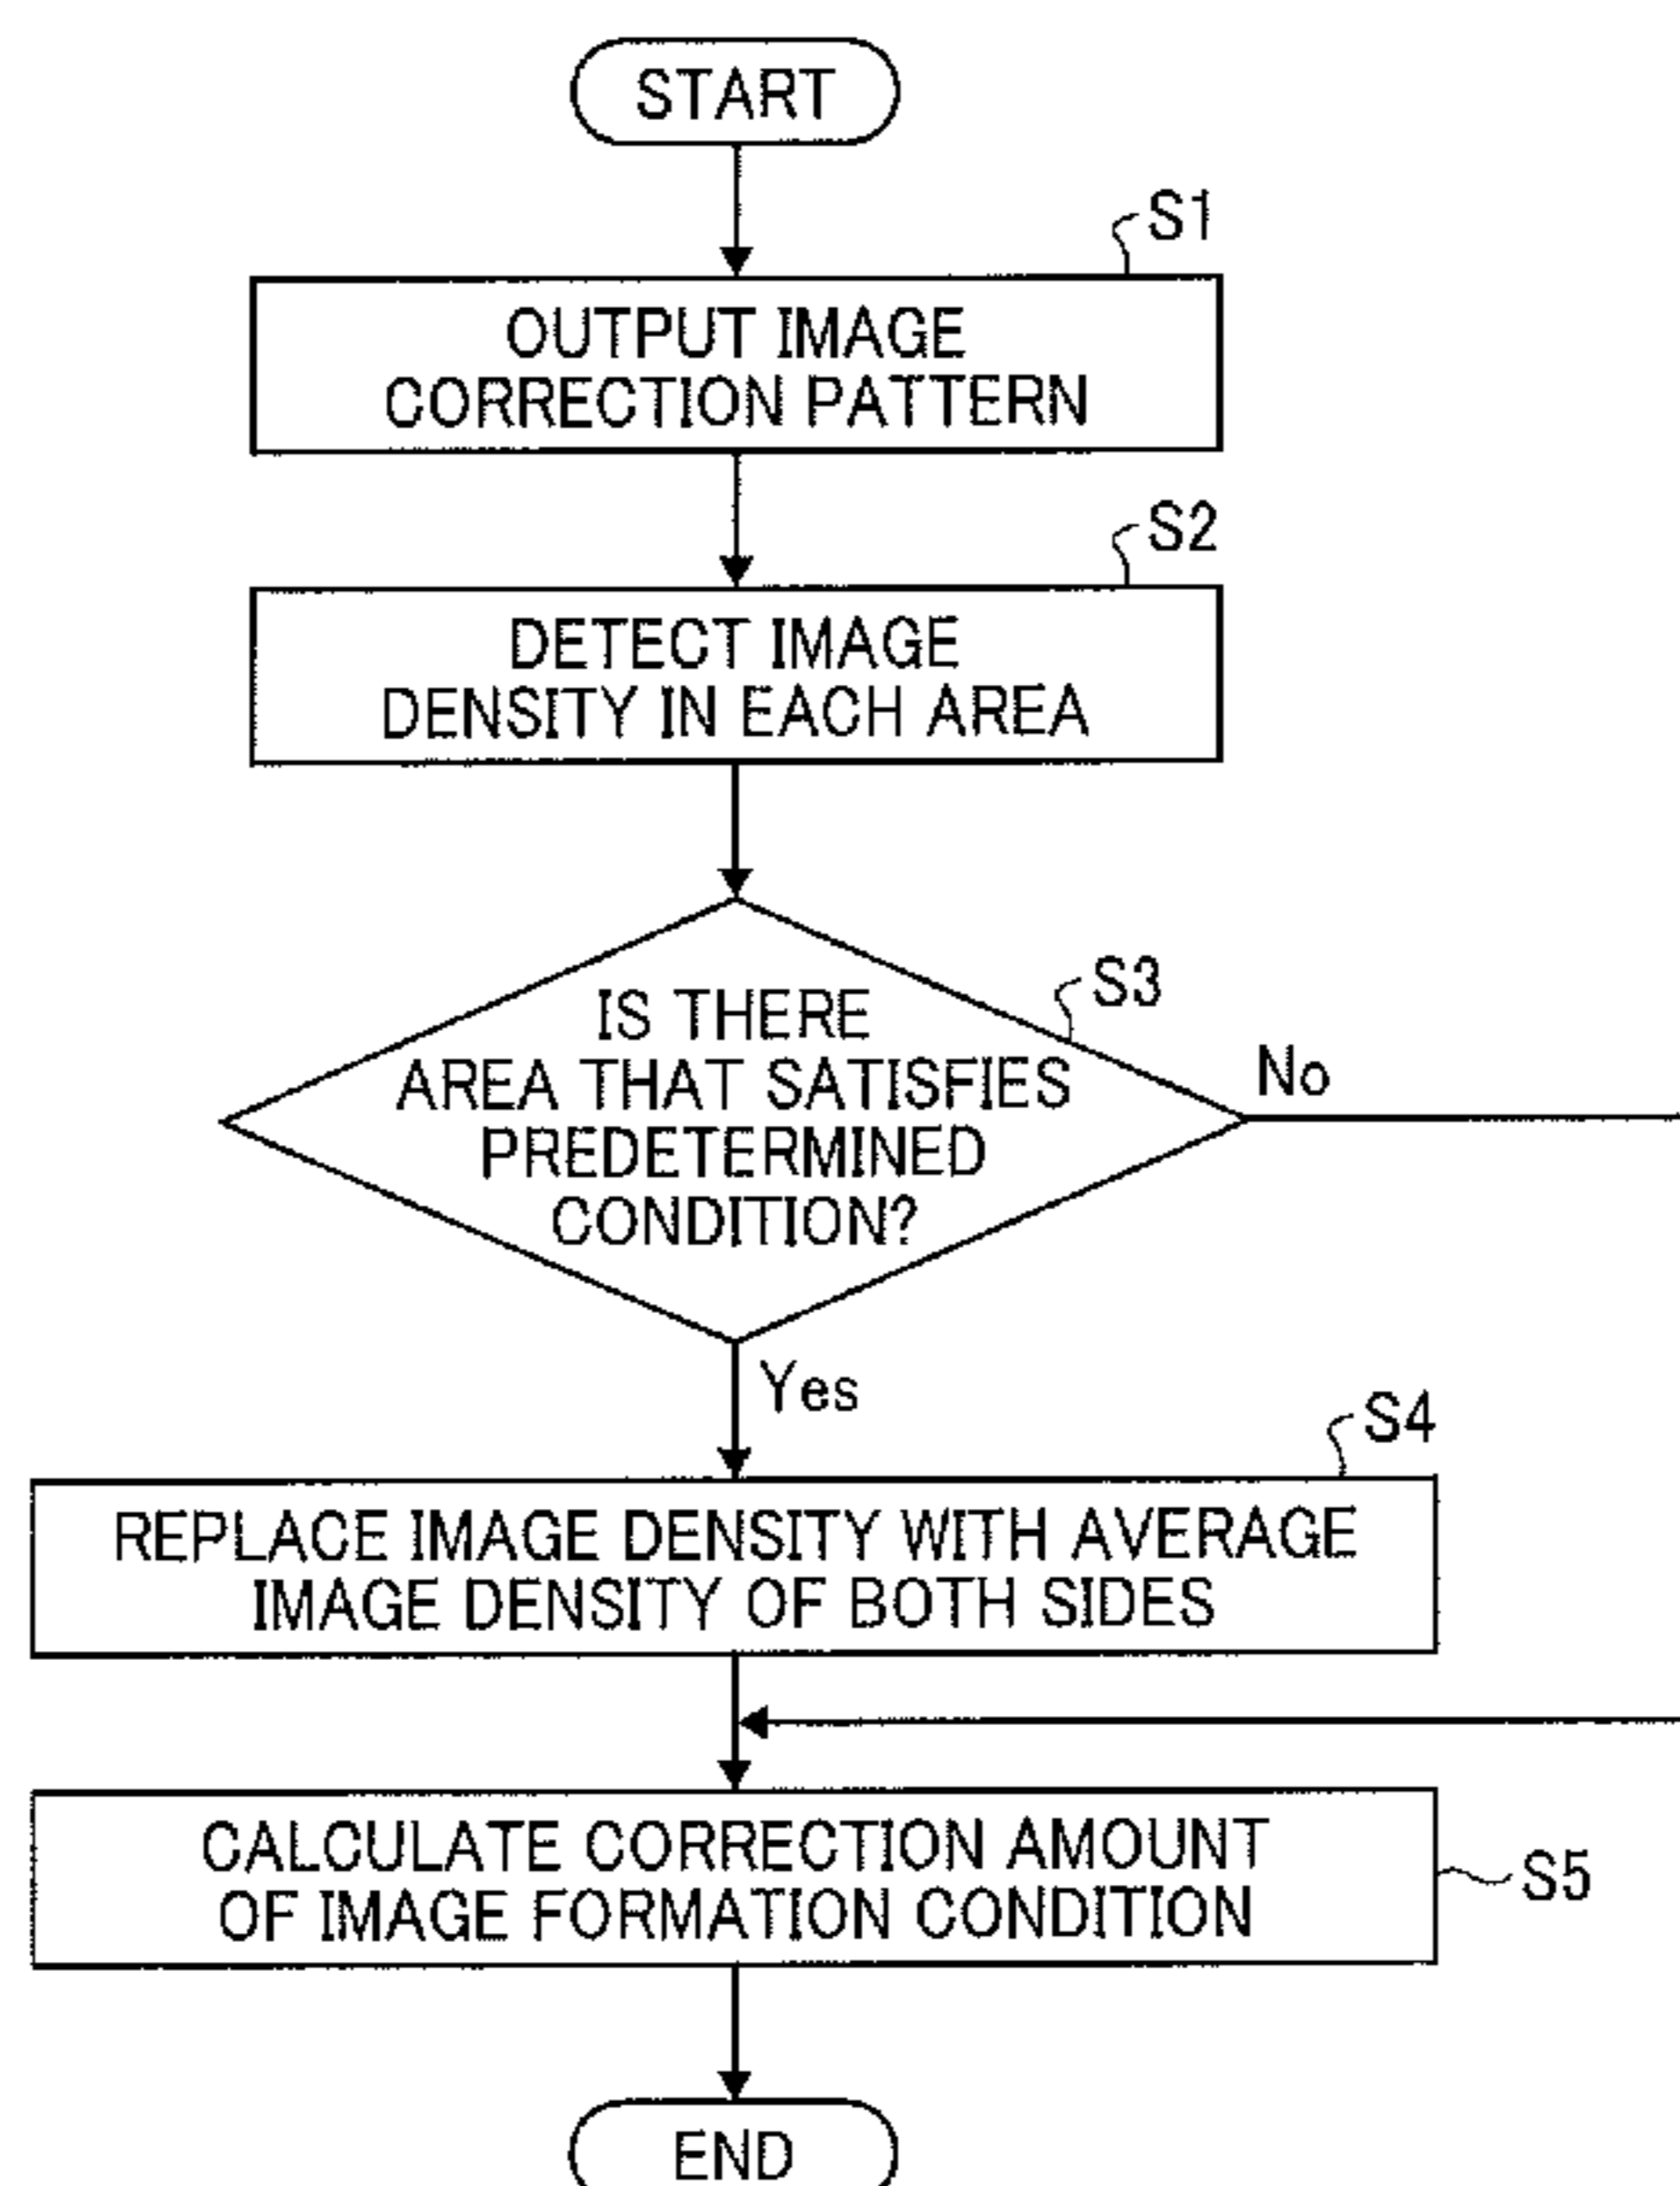 START
S1
OUTPUT IMAGE
CORRECTION PATTERN
S2
DETECT IMAGE
DENSITY IN EACH AREA
S3
IS THERE
AREA THAT SATISFIES
PREDETERMINED
CONDITION?
No
Yes
S4
REPLACE IMAGE DENSITY WITH AVERAGE
IMAGE DENSITY OF BOTH SIDES
CALCULATE CORRECTION AMOUNT
OF IMAGE FORMATION CONDITION
S5
END